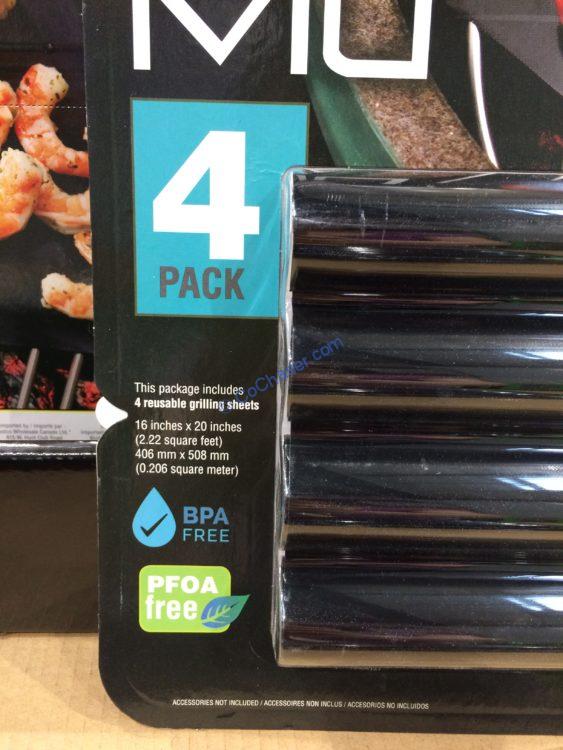 MU
4
PACK
This package includes
4 reusable grilling sheets
16 inches x 20 inches
(2.22 square feet)
406 mm x 508 mm
(0.206 square meter)
BPA
FREE
PFOA
free
ACCESSORIES NOT INCLUDED / ACCESSOIRES NON INCLUS / ACCESORIOS NO INCLUIDOS